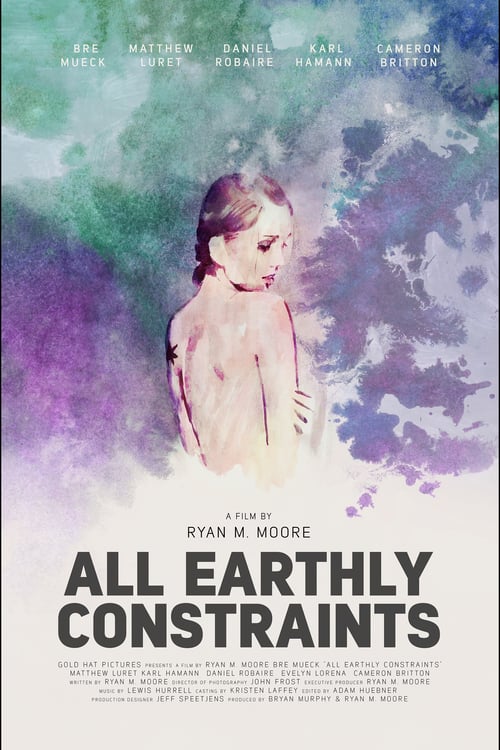 BRE MATTHEW DANIEL KARL CAMERON
MUECK LURET ROBAIRE HAMANN BRITTON
A FILM BY
RYAN M. MOORE
ALL EARTHLY
CONSTRAINTS
GOLD HAT PICTURES PRESENTS A FILM BY RYAN M. MOORE BRE MUECK 'ALL EARTHLY CONSTRAINTS'
MATTHEW LURET KARL HAMANN DANIEL ROBAIRE EVELYN LORENA CAMERON BRITTON
WRITTEN BY RYAN M. MOORE DIRECTOR OF PHOTOGRAPHY JOHN FROST EXECUTIVE PRODUCER RYAN M. MOORE
MUSIC BY LEWIS HURRELL CASTING BY KRISTEN LAFFEY EDITED BY ADAM HUEBNER
PRODUCTION DESIGNER JEFF SPEETJENS PRODUCED BY BRYAN MURPHY & RYAN M. MOORE